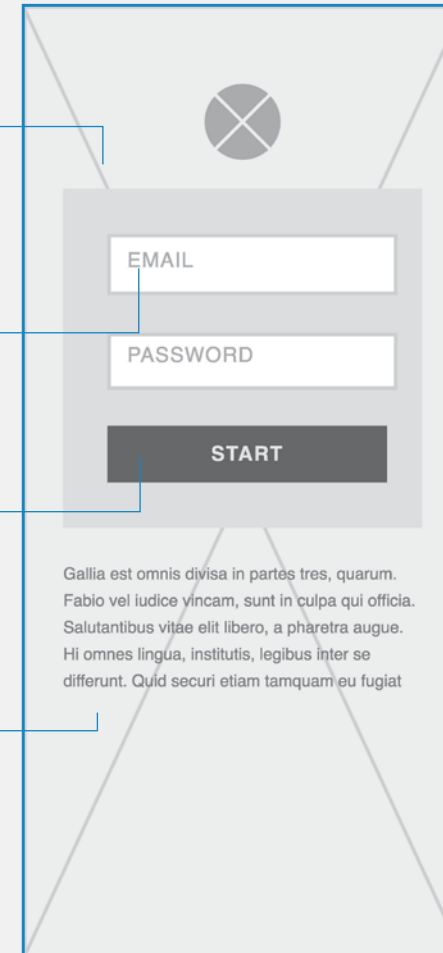 EMAIL
PASSWORD
START
Gallia est omnis divisa in partes tres, quarum.
Fabio vel iudice vincam, sunt in culpa qui officia.
Salutantibus vitae elit libero, a pharetra augue.
Hi omnes lingua, institutis, legibus inter se
differunt. Quid securi etiam tamquam eu fugiat